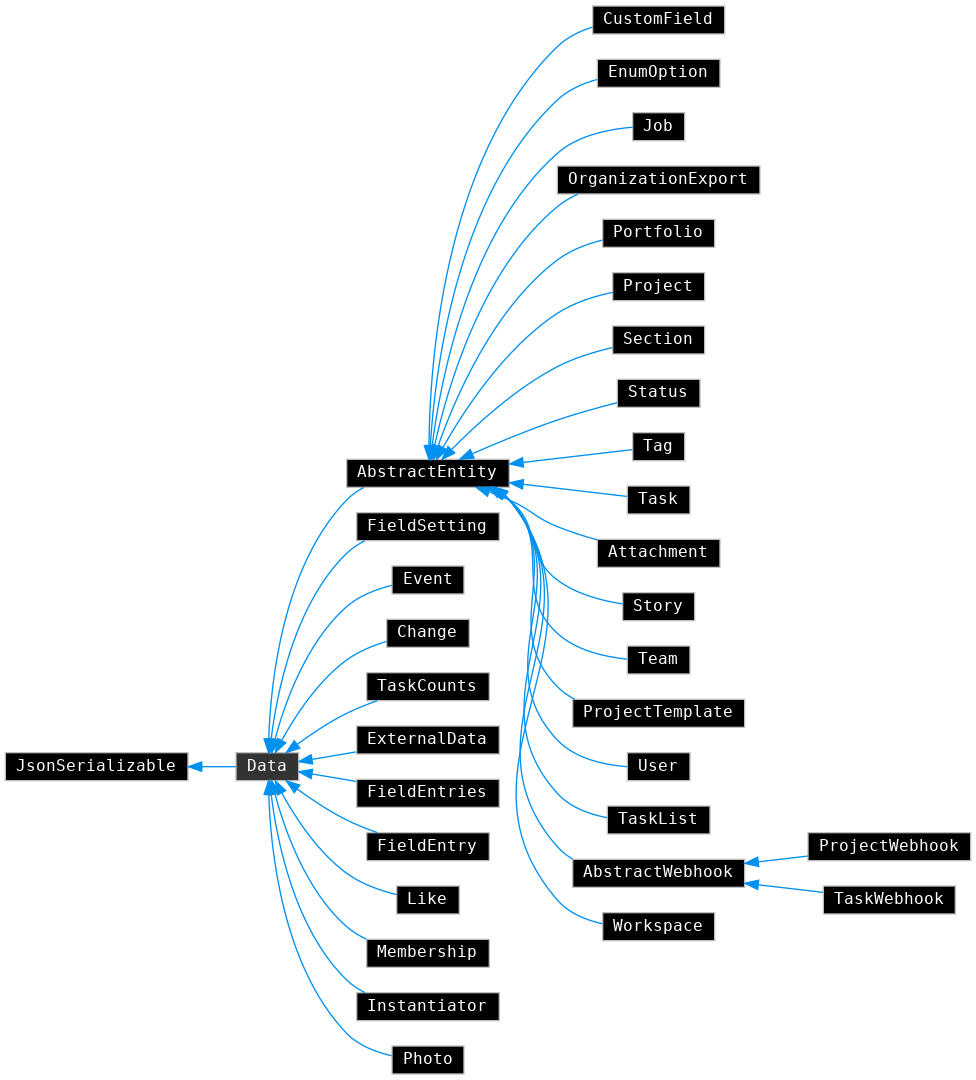 CustomField
EnumOption
Job
OrganizationExport
Portfolio
Project
Section
Status
Tag
AbstractEntity
Task
FieldSetting
Attachment
Event
Story
Change
Team
TaskCounts
ProjectTemplate
ExternalData
JsonSerializable
Data
User
FieldEntries
TaskList
FieldEntry
ProjectWebhook
AbstractWebhook
Like
TaskWebhook
Workspace
Membership
Instantiator
Photo